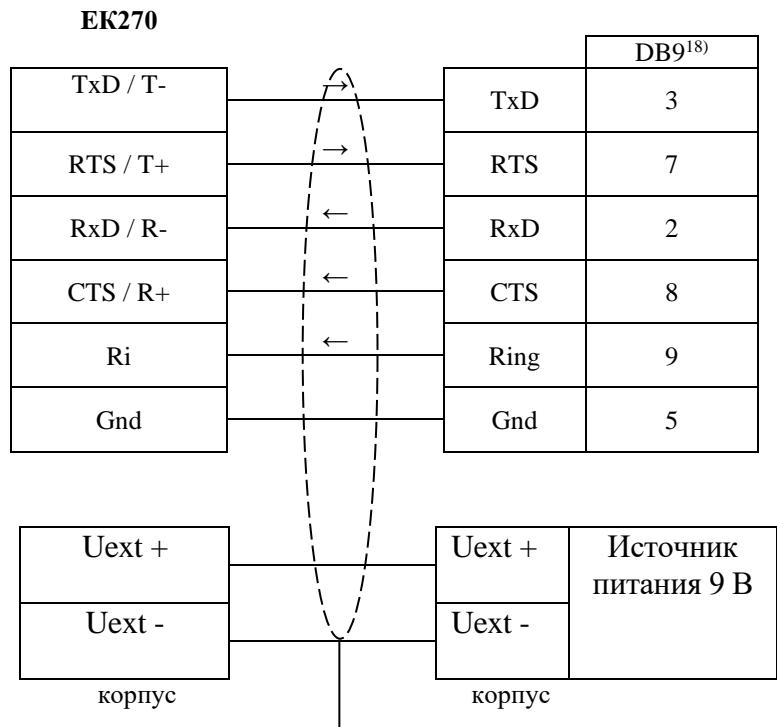 ЕК270
DB9¹⁸⁾
TxD / T- → TxD 3
RTS / T+ → RTS 7
RxD / R- ← RxD 2
CTS / R+ ← CTS 8
Ri ← Ring 9
Gnd Gnd 5
Uext + Uext + Источник
питания 9 В
Uext - Uext -
корпус корпус